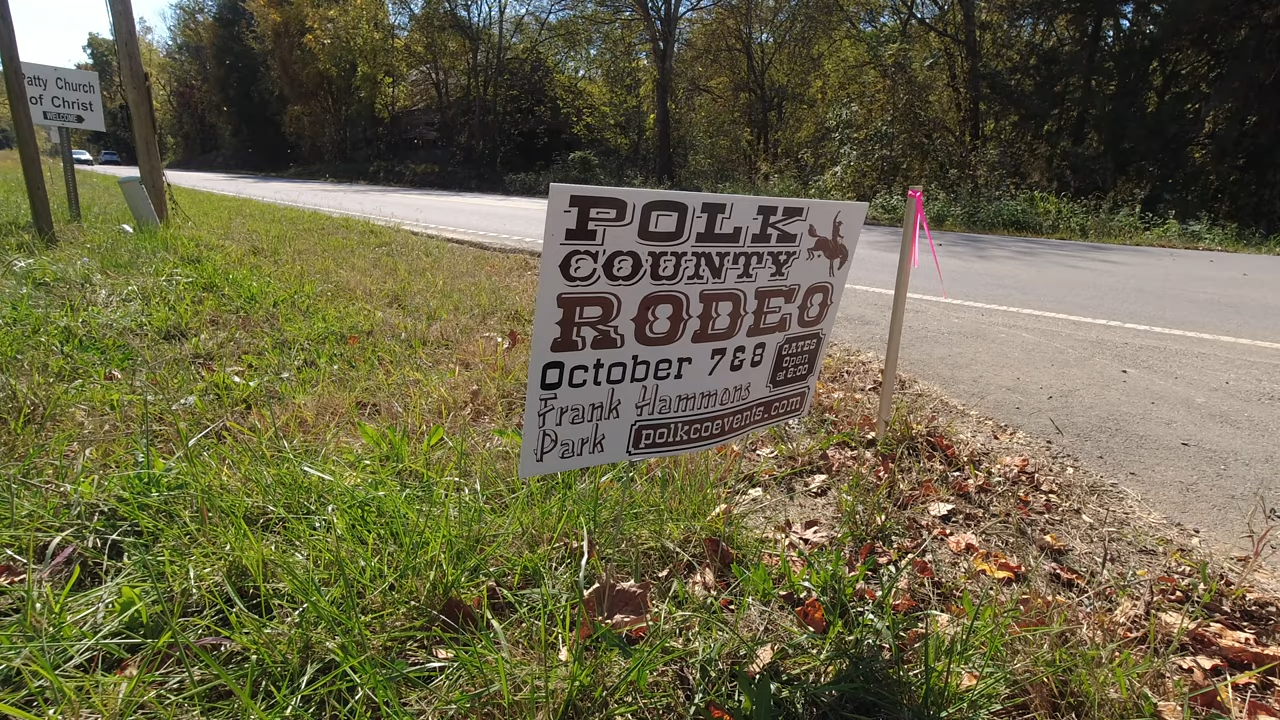 Patty Church
of Christ
WELCOME
POLK
COUNTY
RODEO
October 7&8
GATES
Open
at 6:00
Frank Hammons
Park
polkcoevents.com